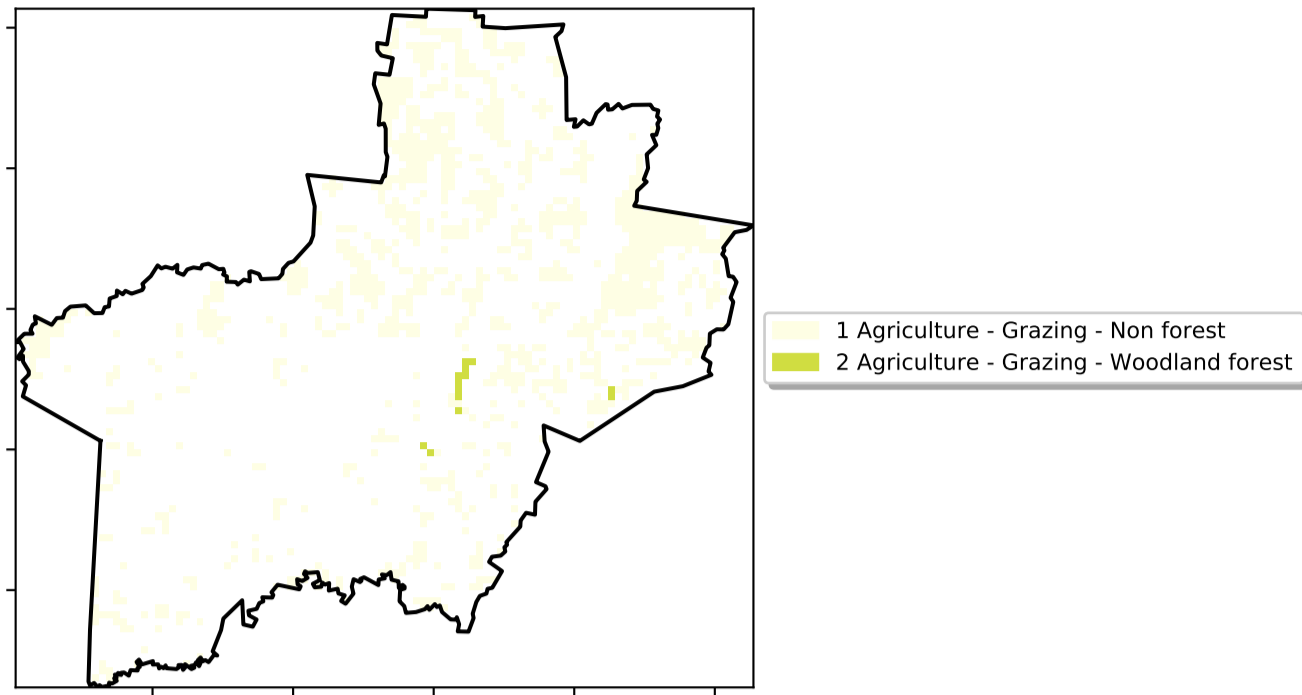 1 Agriculture - Grazing - Non forest
2 Agriculture - Grazing - Woodland forest